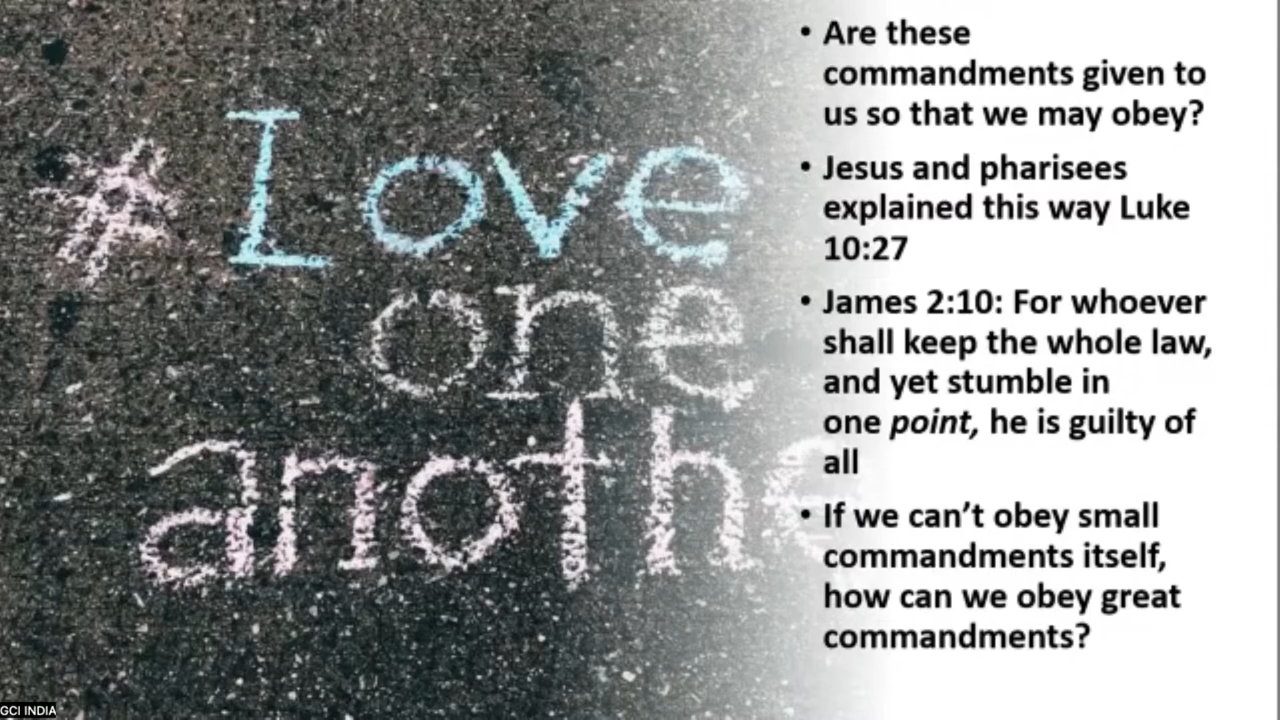 * Love
one
anothe
• Are these
commandments given to
us so that we may obey?
• Jesus and pharisees
explained this way Luke
10:27
• James 2:10: For whoever
shall keep the whole law,
and yet stumble in
one point, he is guilty of
all
• If we can’t obey small
commandments itself,
how can we obey great
commandments?
GCI INDIA